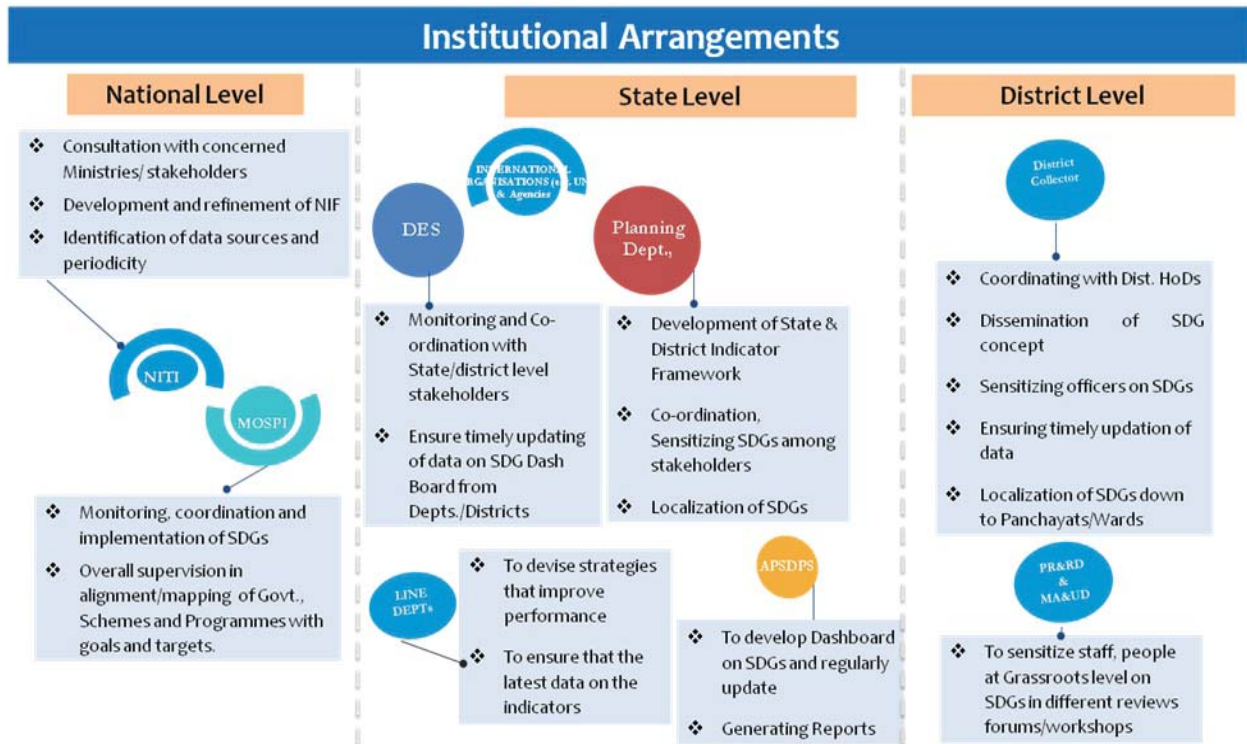 Institutional Arrangements
National Level
❖ Consultation with concerned
Ministries/ stakeholders
❖ Development and refinement of NIF
❖ Identification of data sources and
periodicity
NITI
MOSPI
❖ Monitoring, coordination and
implementation of SDGs
❖ Overall supervision in
alignment/mapping of Govt.,
Schemes and Programmes with
goals and targets.
State Level
INTERNATIONAL
UN
& Agencies
DES
❖ Monitoring and Co-
ordination with
State/district level
stakeholders
❖ Ensure timely updating
of data on SDG Dash
Board from
Depts./Districts
Planning
Dept.,
❖ Development of State &
District Indicator
Framework
❖ Co-ordination,
Sensitizing SDGs among
stakeholders
❖ Localization of SDGs
LINE
DEPTs
❖ To devise strategies
that improve
performance
❖ To ensure that the
latest data on the
indicators
APSDPS
❖ To develop Dashboard
on SDGs and regularly
update
❖ Generating Reports
District Level
District
Collector
❖ Coordinating with Dist. HoDs
❖ Dissemination of SDG
concept
❖ Sensitizing officers on SDGs
❖ Ensuring timely updation of
data
❖ Localization of SDGs down
to Panchayats/Wards
PR&RD
&
MA&UD
❖ To sensitize staff, people
at Grassroots level on
SDGs in different reviews
forums/workshops